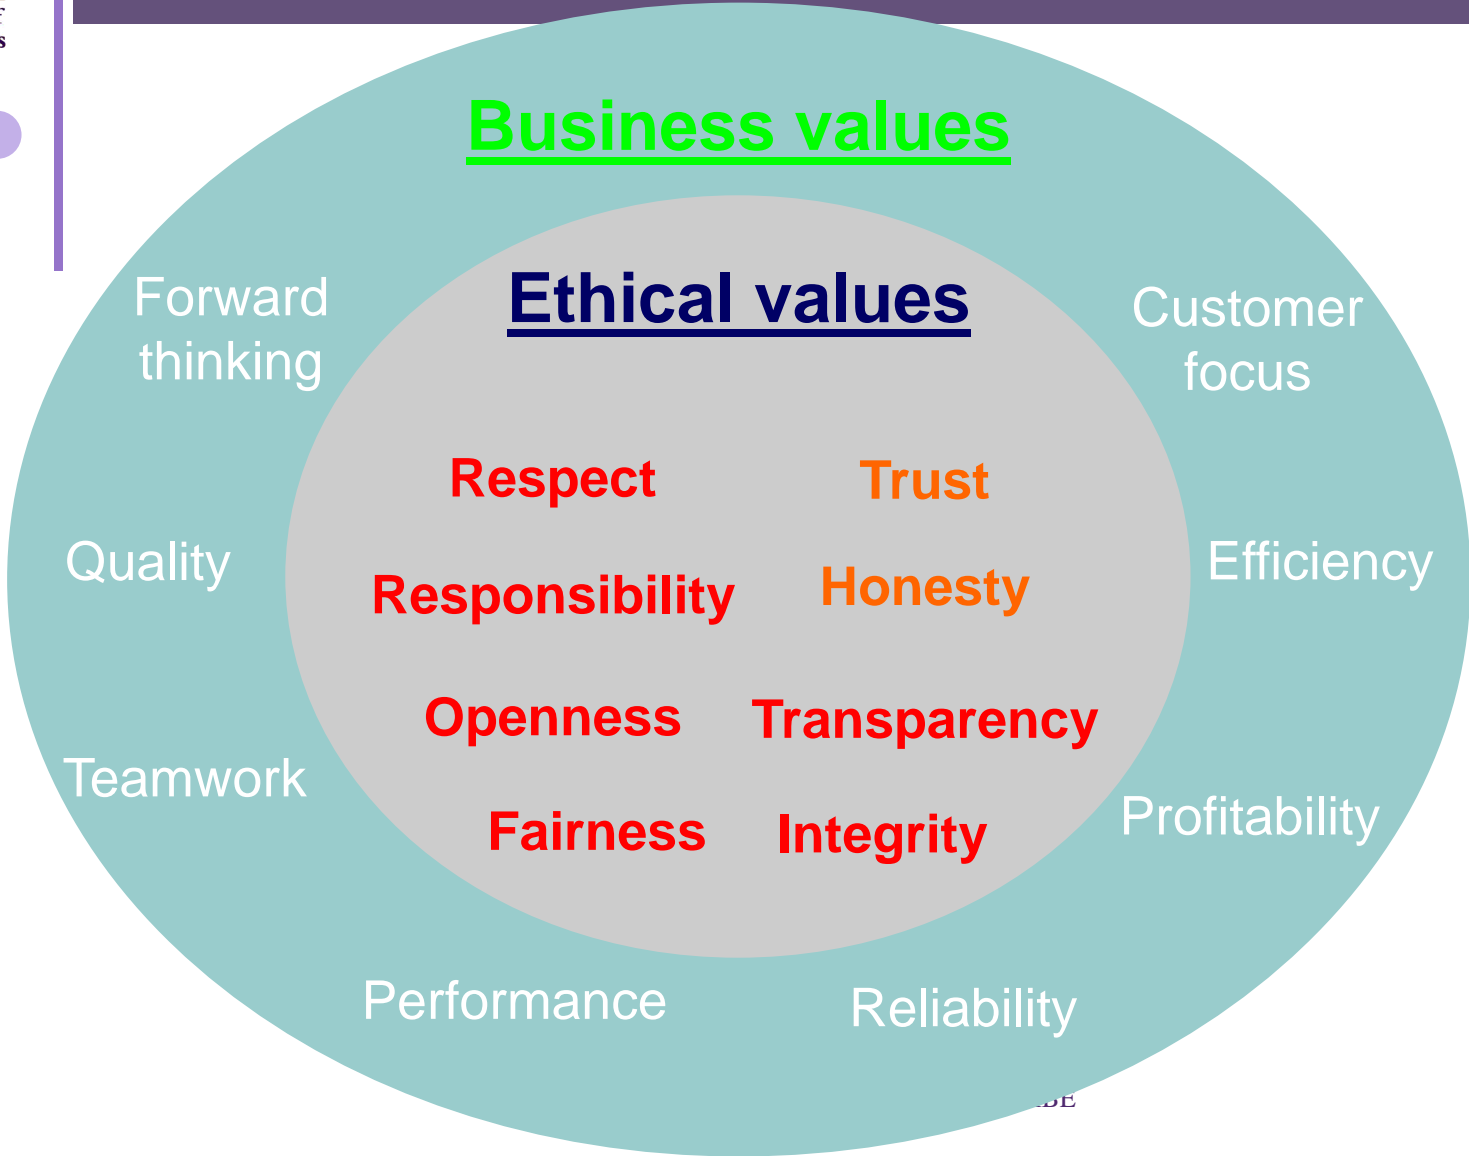 Business values
Ethical values
Forward
thinking
Customer
focus
Respect
Trust
Quality
Efficiency
Responsibility
Honesty
Openness
Transparency
Teamwork
Profitability
Fairness
Integrity
Performance
Reliability